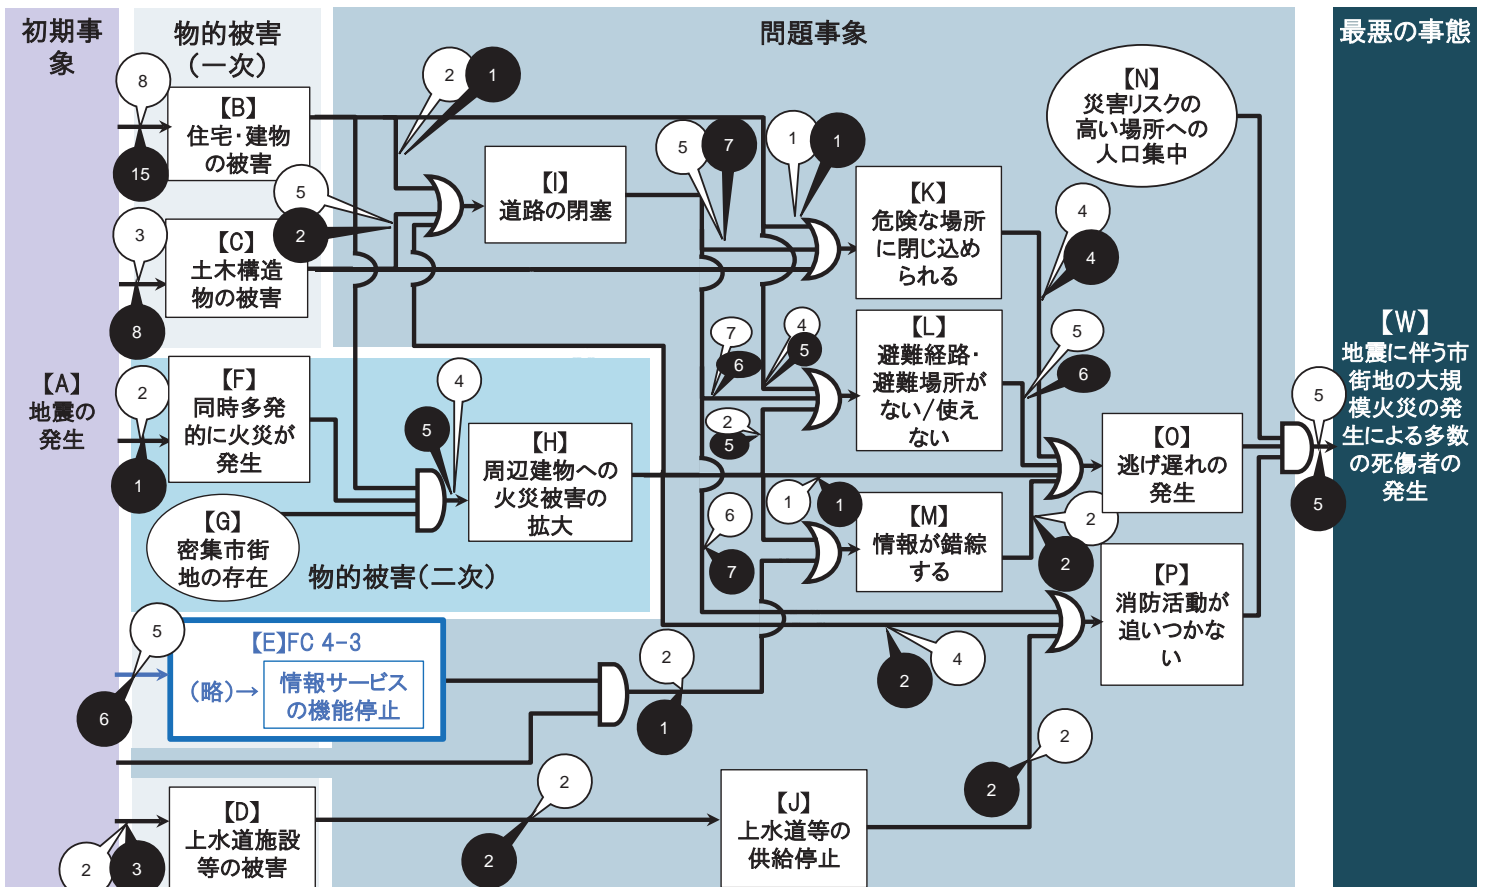 初期事
象
物的被害
(一次)
問題事象
最悪の事態
【A】
地震の
発生
8
15
【B】
住宅・建物
の被害
3
8
【C】
土木構造
物の被害
2
1
【F】
同時多発
的に火災が
発生
【G】
密集市街
地の存在
物的被害(二次)
5
6
【E】FC 4-3
(略)→
情報サービス
の機能停止
2
3
【D】
上水道施設
等の被害
2
1
5
2
【I】
道路の閉塞
4
5
【H】
周辺建物への
火災被害の
拡大
5
7
1
1
7
6
4
5
2
5
1
1
6
7
2
1
4
2
2
2
【J】
上水道等の
供給停止
2
2
【K】
危険な場所
に閉じ込め
られる
【L】
避難経路・
避難場所が
ない/使え
ない
【M】
情報が錯綜
する
【N】
災害リスクの
高い場所への
人口集中
4
4
5
6
2
2
【O】
逃げ遅れの
発生
【P】
消防活動が
追いつかな
い
5
5
【W】
地震に伴う市
街地の大規
模火災の発
生による多数
の死傷者の
発生